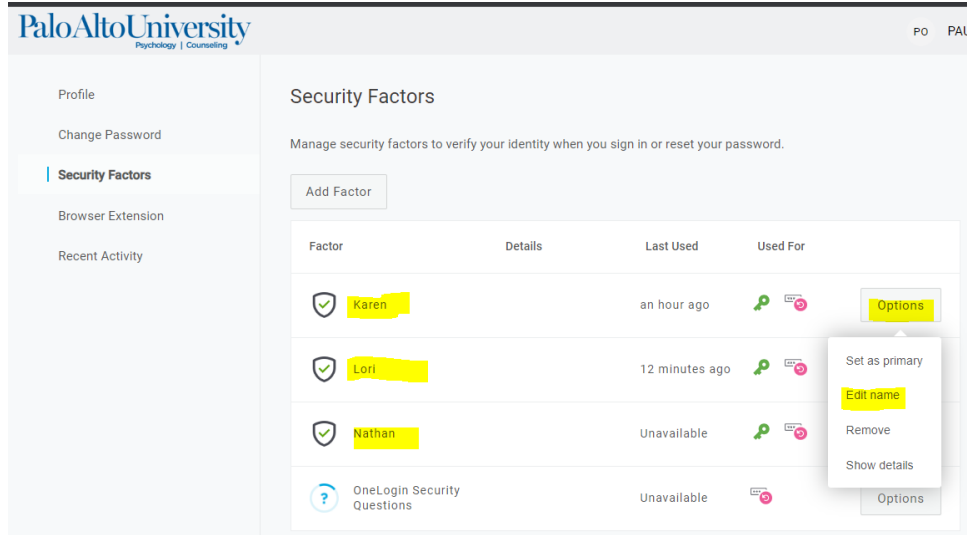 PaloAltoUniversity
Psychology | Counseling
PO PAU
Profile
Change Password
Security Factors
Browser Extension
Recent Activity
Security Factors
Manage security factors to verify your identity when you sign in or reset your password.
Add Factor
Factor Details Last Used Used For
Karen an hour ago Options
Lori 12 minutes ago
Nathan Unavailable
OneLogin Security
Questions
Unavailable Options
Set as primary
Edit name
Remove
Show details